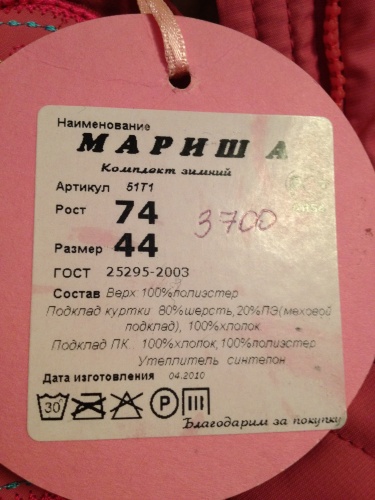 Наименование
МАРИША
Комплект зимний
Артикул 51Т1
Рост 74
3700
Размер 44
ГОСТ 25295-2003
Состав Верх: 100%полиэстер
Подклад куртки 80%шерсть,20%ПЭ(меховой
подклад), 100%хлопок
Подклад ПК.. 100%хлопок,100%полиэстер
Утеплитель синтепон
Дата изготовления 04.2010
30 P
Благодарим за покупку